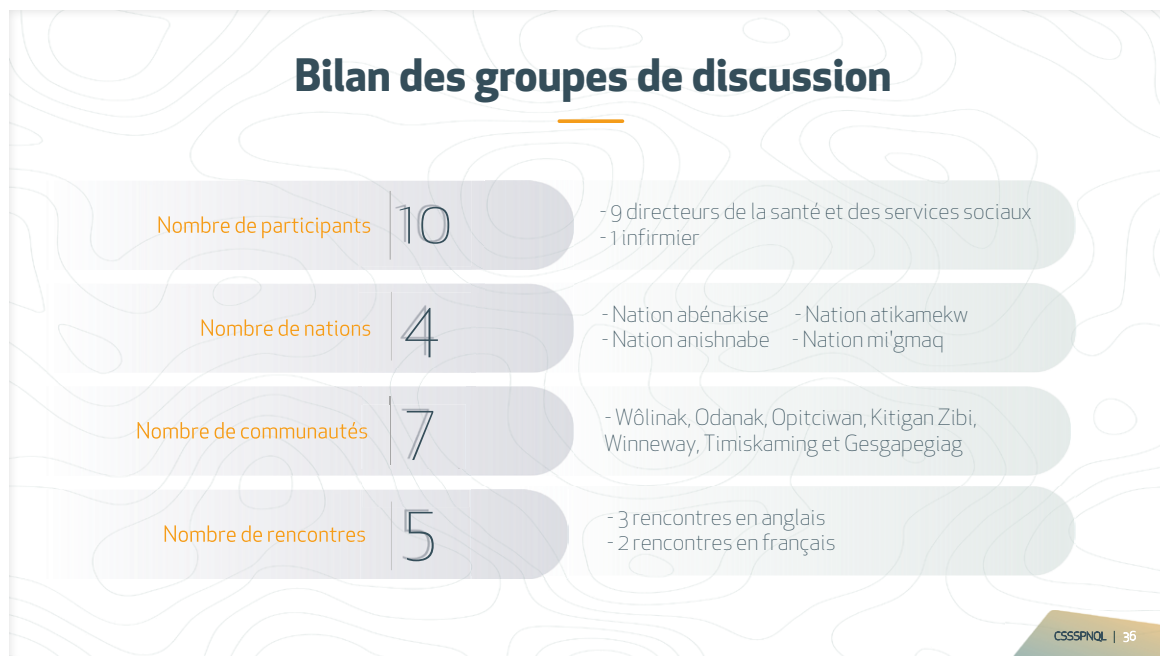 Bilan des groupes de discussion
Nombre de participants
10
- 9 directeurs de la santé et des services sociaux
- 1 infirmier
Nombre de nations
4
- Nation abénakise - Nation atikamekw
- Nation anishnabe - Nation mi'gmaq
Nombre de communautés
7
- Wôlinak, Odanak, Opitciwan, Kitigan Zibi,
Winneway, Timiskaming et Gesgapegiag
Nombre de rencontres
5
- 3 rencontres en anglais
- 2 rencontres en français
CSSSPNQL | 36